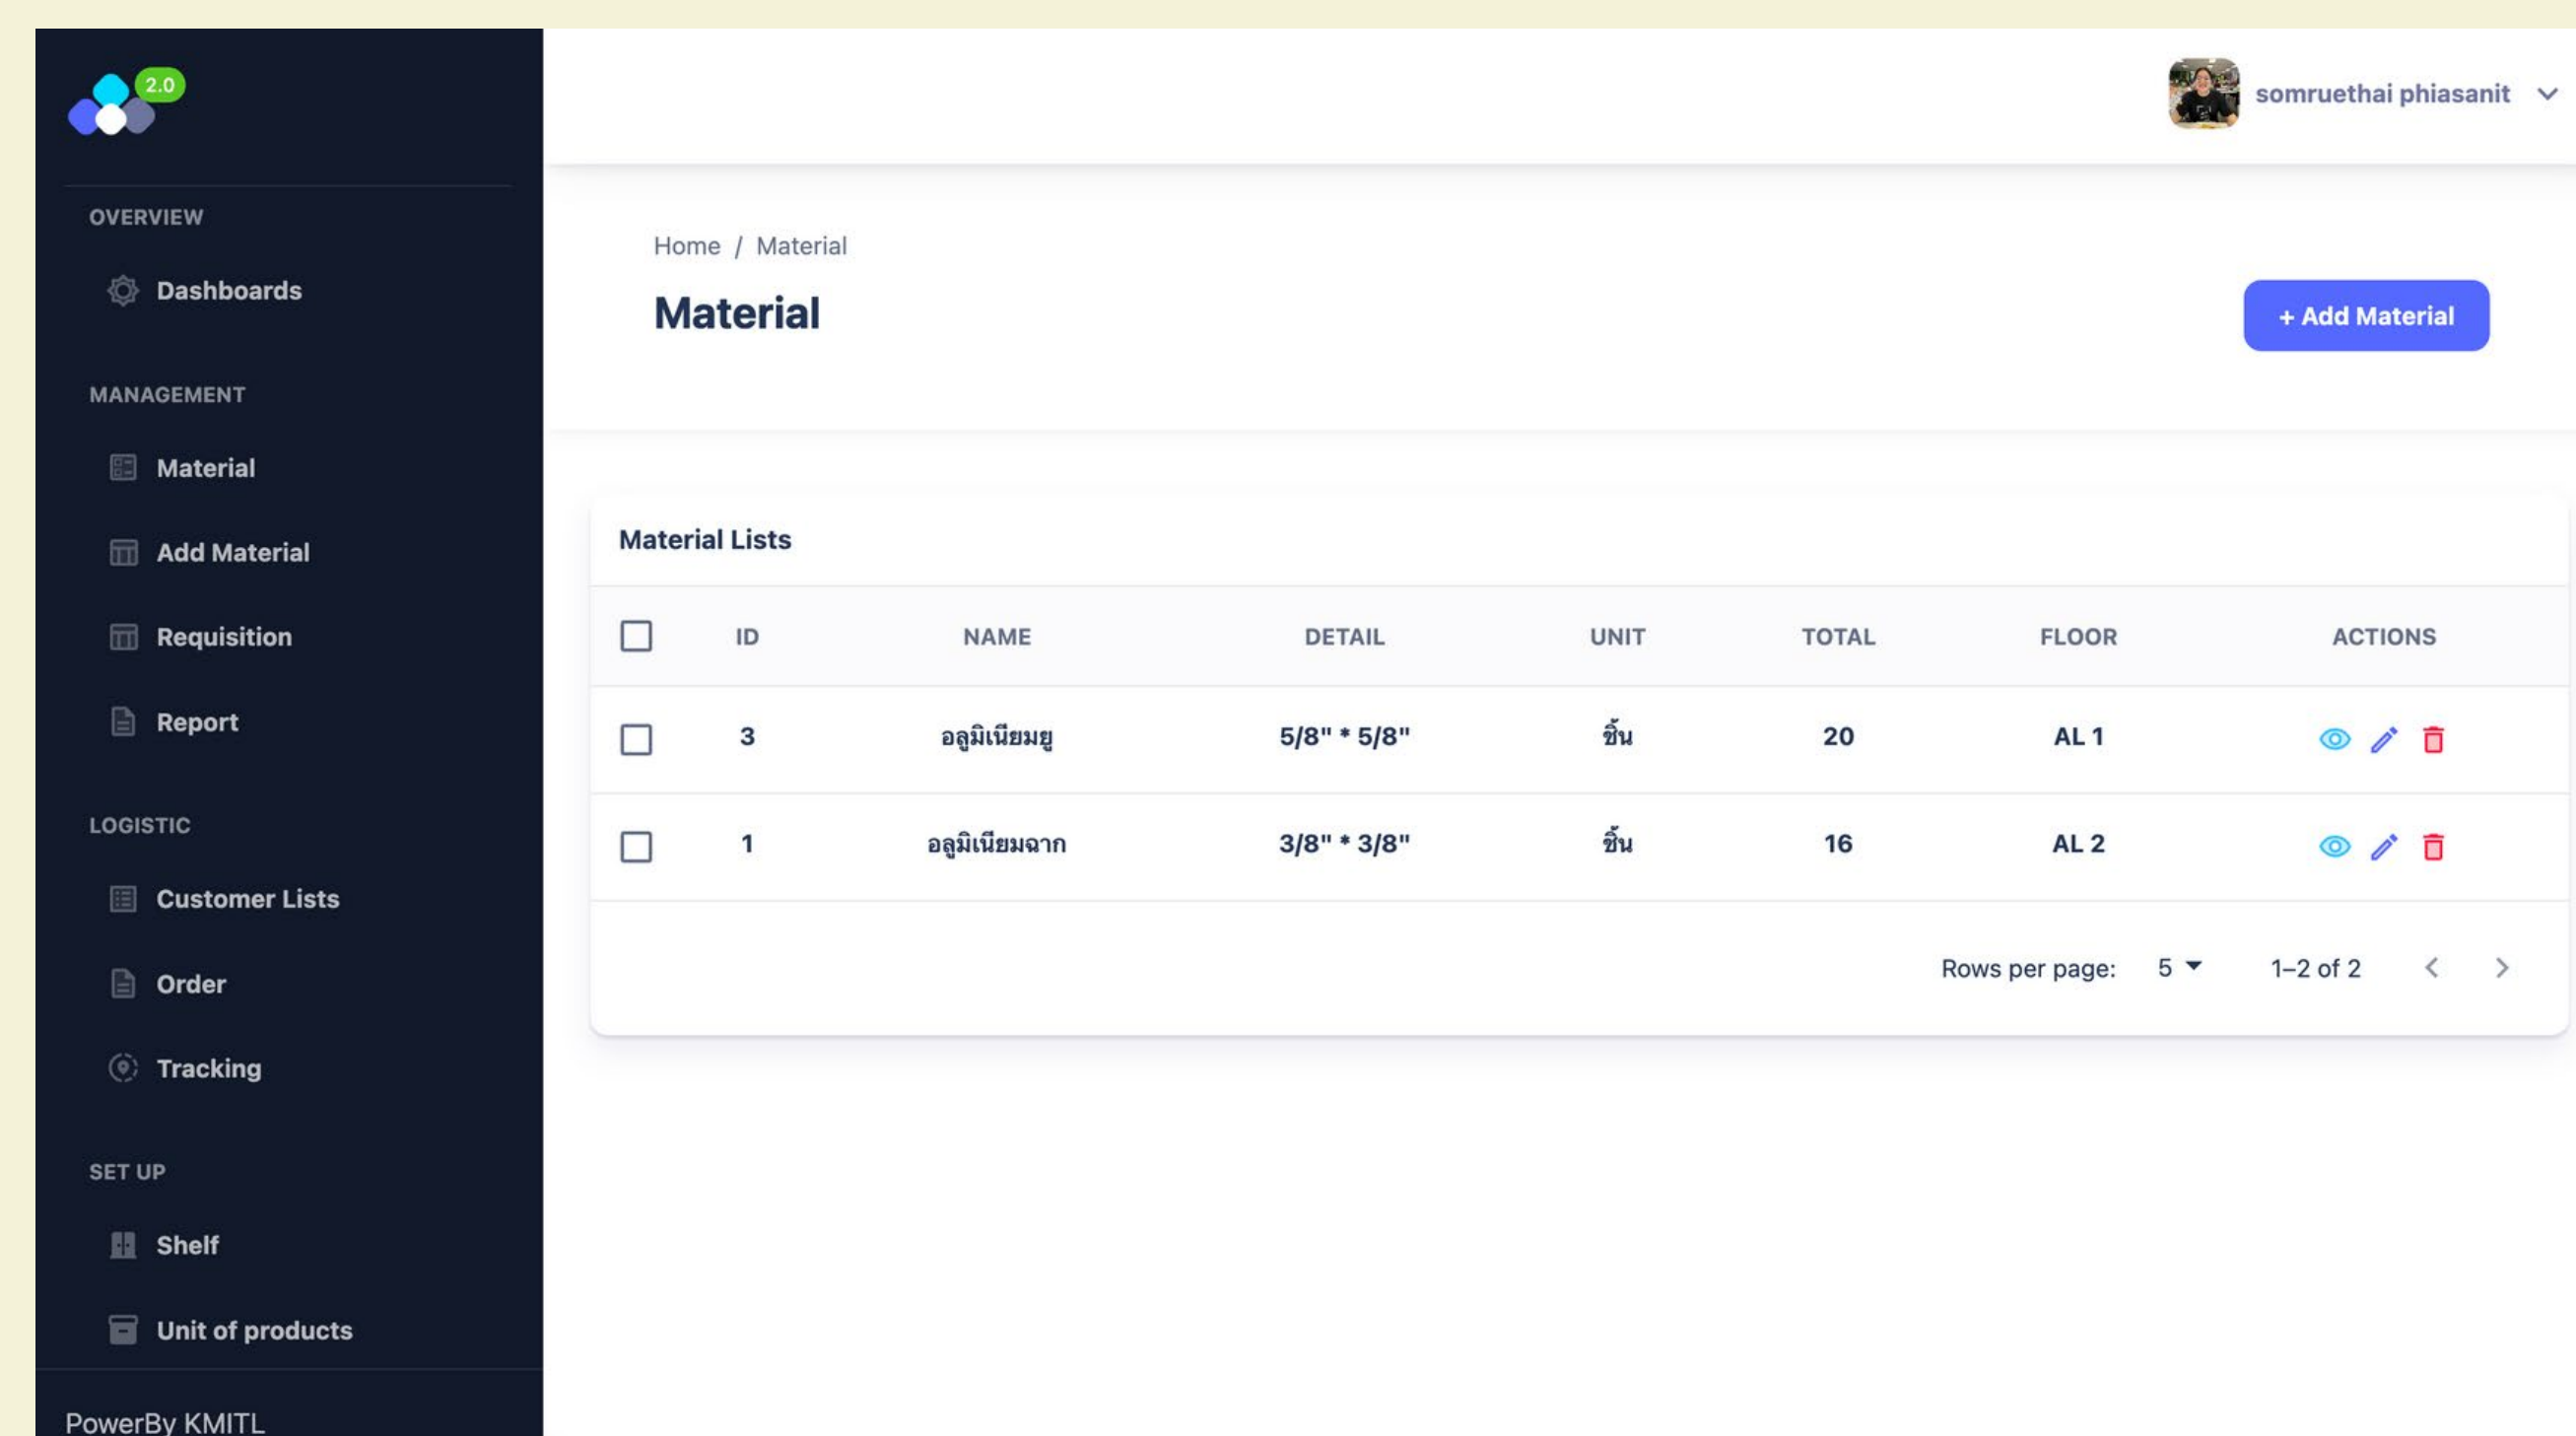 2.0
OVERVIEW
Dashboards
MANAGEMENT
Material
Add Material
Requisition
Report
LOGISTIC
Customer Lists
Order
Tracking
SET UP
Shelf
Unit of products
PowerBy KMITL
somruethai phiasanit
Home / Material
Material
+ Add Material
Material Lists
ID NAME DETAIL UNIT TOTAL FLOOR ACTIONS
3 อลูมิเนียมยู 5/8" * 5/8" ชิ้น 20 AL 1
1 อลูมิเนียมฉาก 3/8" * 3/8" ชิ้น 16 AL 2
Rows per page: 5 1–2 of 2